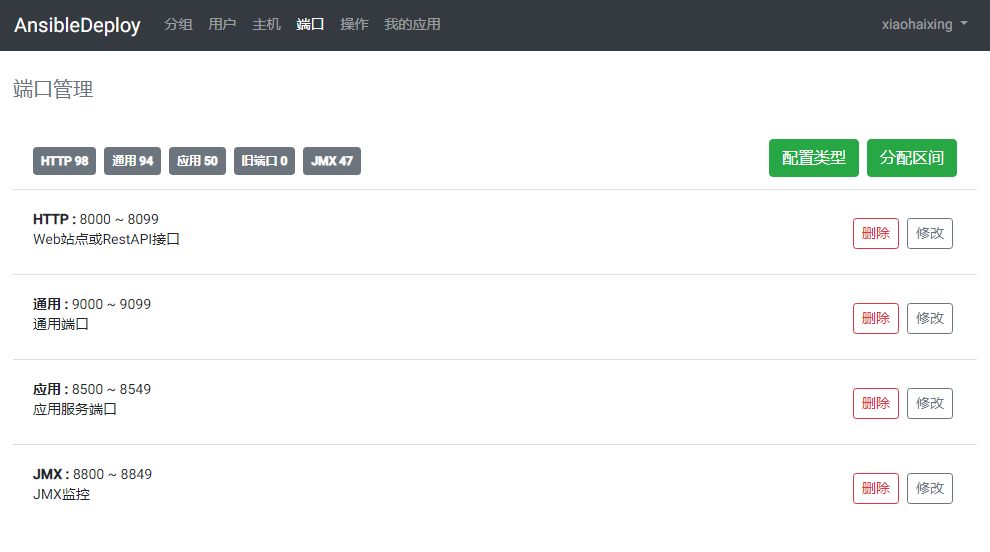 AnsibleDeploy 分组 用户 主机 端口 操作 我的应用 xiaohaixing
端口管理
HTTP 98 通用 94 应用 50 旧端口 0 JMX 47 配置类型 分配区间
HTTP : 8000 ~ 8099
Web站点或RestAPI接口
删除 修改
通用 : 9000 ~ 9099
通用端口
删除 修改
应用 : 8500 ~ 8549
应用服务端口
删除 修改
JMX : 8800 ~ 8849
JMX监控
删除 修改